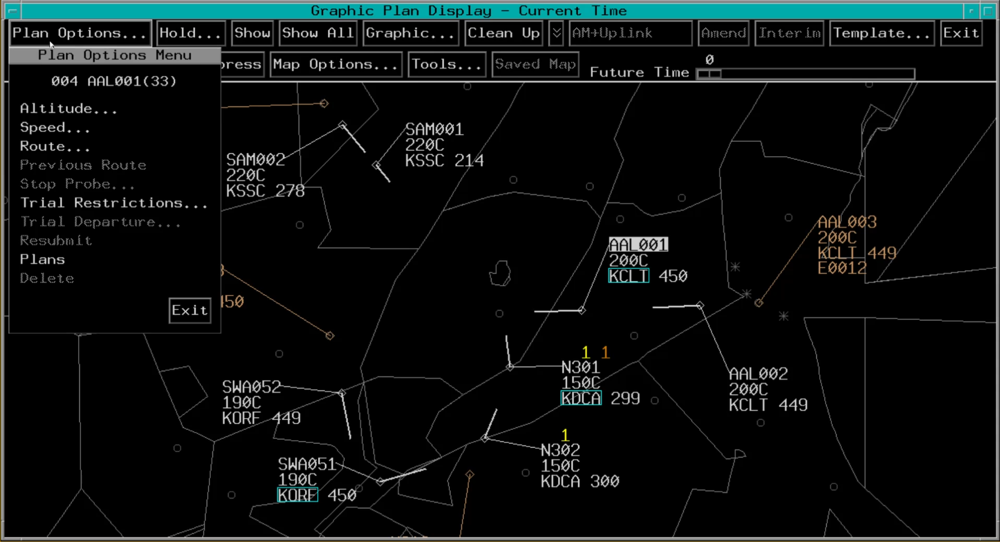 Graphic Plan Display - Current Time
Plan Options... Hold... Show Show All Graphic... Clean Up AM+Uplink Amend Interim Template... Exit
Plan Options Menu
press Map Options... Tools... Saved Map Future Time 0
004 AAL001(33)
Altitude...
Speed...
Route...
Previous Route
Stop Probe...
Trial Restrictions...
Trial Departure...
Resubmit
Plans
Delete
Exit
450
SAM001
220C
KSSC 214
SAM002
220C
KSSC 278
AAL003
200C
KCLT 449
E0012
AAL001
200C
KCLT 450
1 1
N301
150C
KDCA 299
AAL002
200C
KCLT 449
SWA052
190C
KORF 449
1
N302
150C
KDCA 300
SWA051
190C
KORF 450